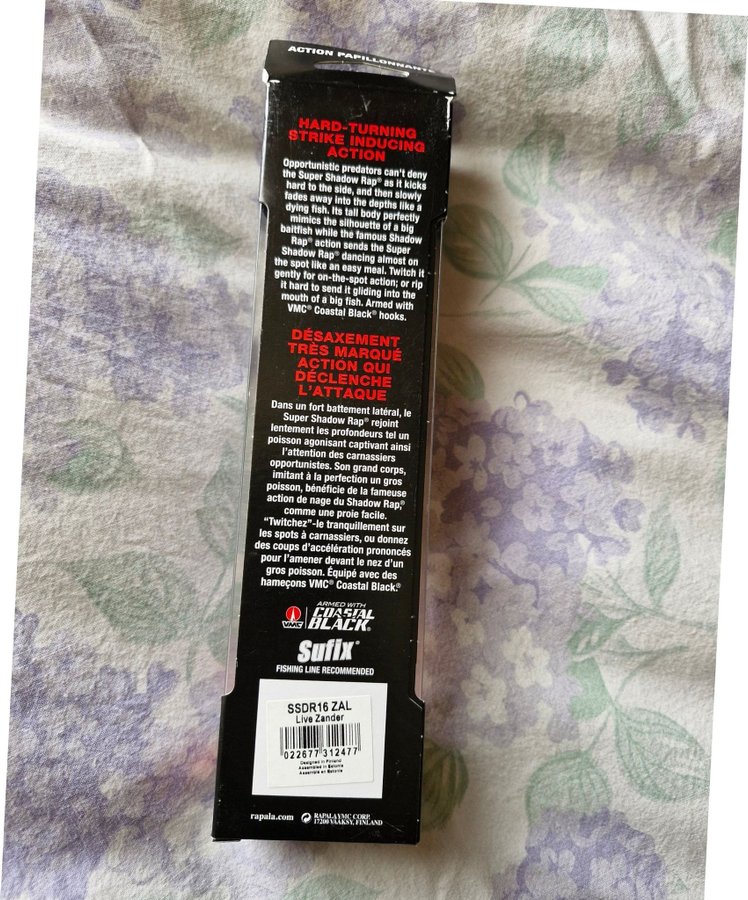 ACTION PAPILLONNANTE
HARD-TURNING
STRIKE INDUCING
ACTION
Opportunistic predators can't deny
the Super Shadow Rap® as it kicks
hard to the side, and then slowly
fades away into the depths like a
dying fish. Its tall body perfectly
mimics the silhouette of a big
baitfish while the famous Shadow
Rap® action sends the Super
Shadow Rap® dancing almost on
the spot like an easy meal. Twitch it
gently for on-the-spot action; or rip
it hard to send it gliding into the
mouth of a big fish. Armed with
VMC® Coastal Black® hooks.
DÉSAXEMENT
TRÈS MARQUÉ
ACTION QUI
DÉCLENCHE
L'ATTAQUE
Dans un fort battement latéral, le
Super Shadow Rap® rejoint
lentement les profondeurs tel un
poisson agonisant captivant ainsi
l'attention des carnassiers
opportunistes. Son grand corps,
imitant à la perfection un gros
poisson, bénéficie de la fameuse
action de nage du Shadow Rap®,
comme une proie facile.
"Twitchez"-le tranquillement sur
les spots à carnassiers, ou donnez
des coups d'accélération prononcés
pour l'amener devant le nez d'un
gros poisson. Équipé avec des
hameçons VMC® Coastal Black®.
VMC
ARMED WITH
COASTAL
BLACK®
Sufix®
FISHING LINE RECOMMENDED
SSDR16 ZAL
Live Zander
022677 312477
Designed in Finland
Assembled in Estonia
Assemble en Estonie
rapala.com
© RAPALA VMC CORP.
17200 VÄÄKSY, FINLAND